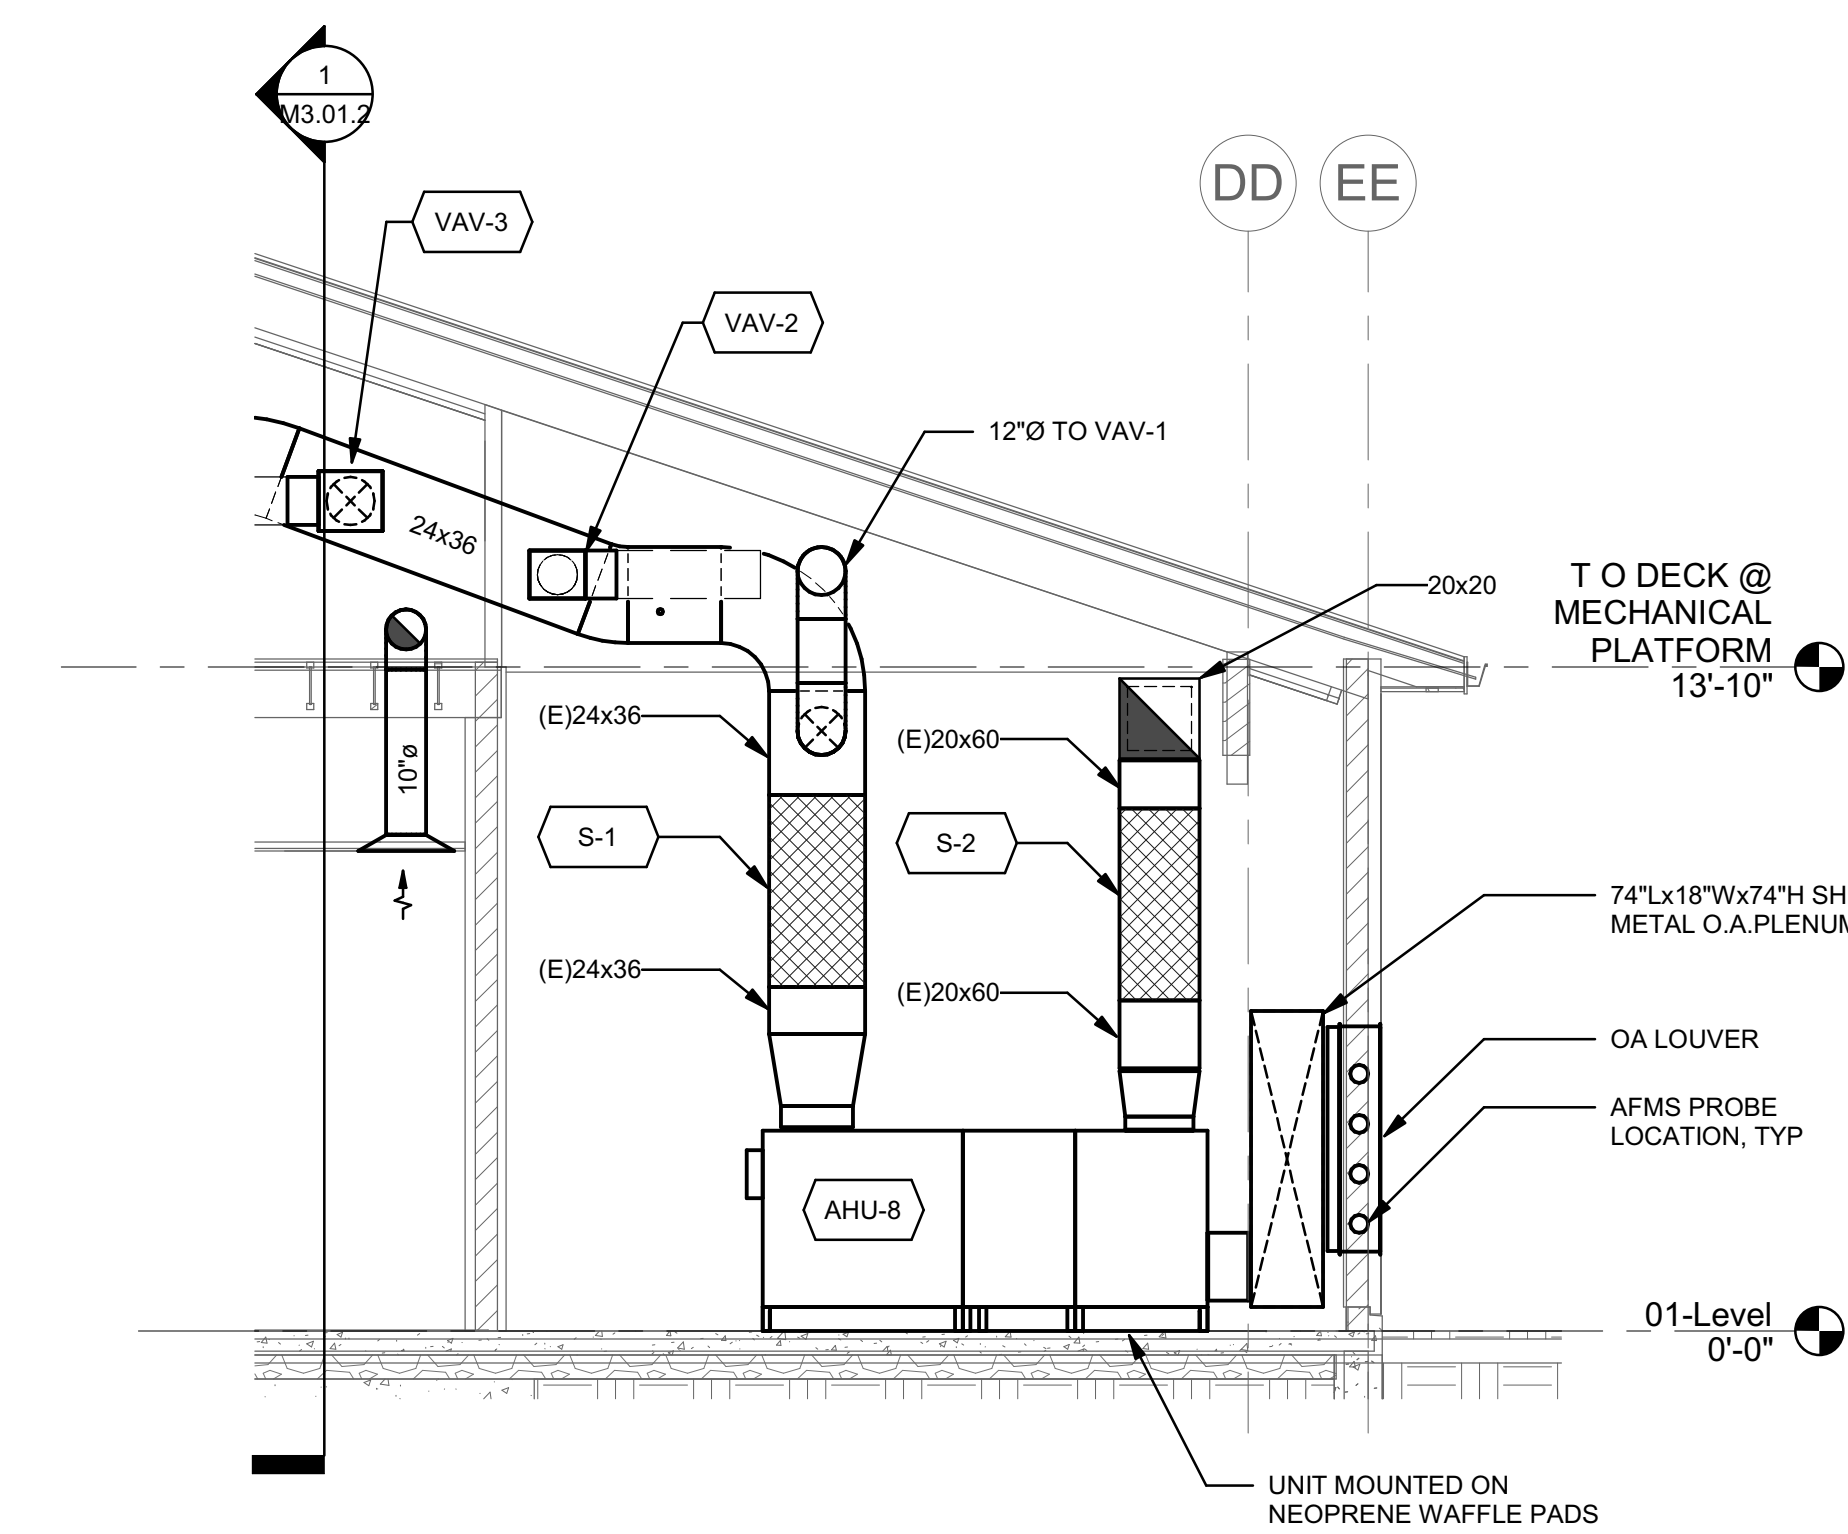 1
M3.01.2
DD
EE
VAV-3
VAV-2
12"Ø TO VAV-1
24x36
20x20
T O DECK @
MECHANICAL
PLATFORM
13'-10"
(E)24x36
(E)20x60
10"ø
S-1
S-2
74"Lx18"Wx74"H
METAL O.A.PLENUM
(E)24x36
(E)20x60
OA LOUVER
AFMS PROBE
LOCATION, TYP
AHU-8
01-Level
0'-0"
UNIT MOUNTED ON
NEOPRENE WAFFLE PADS